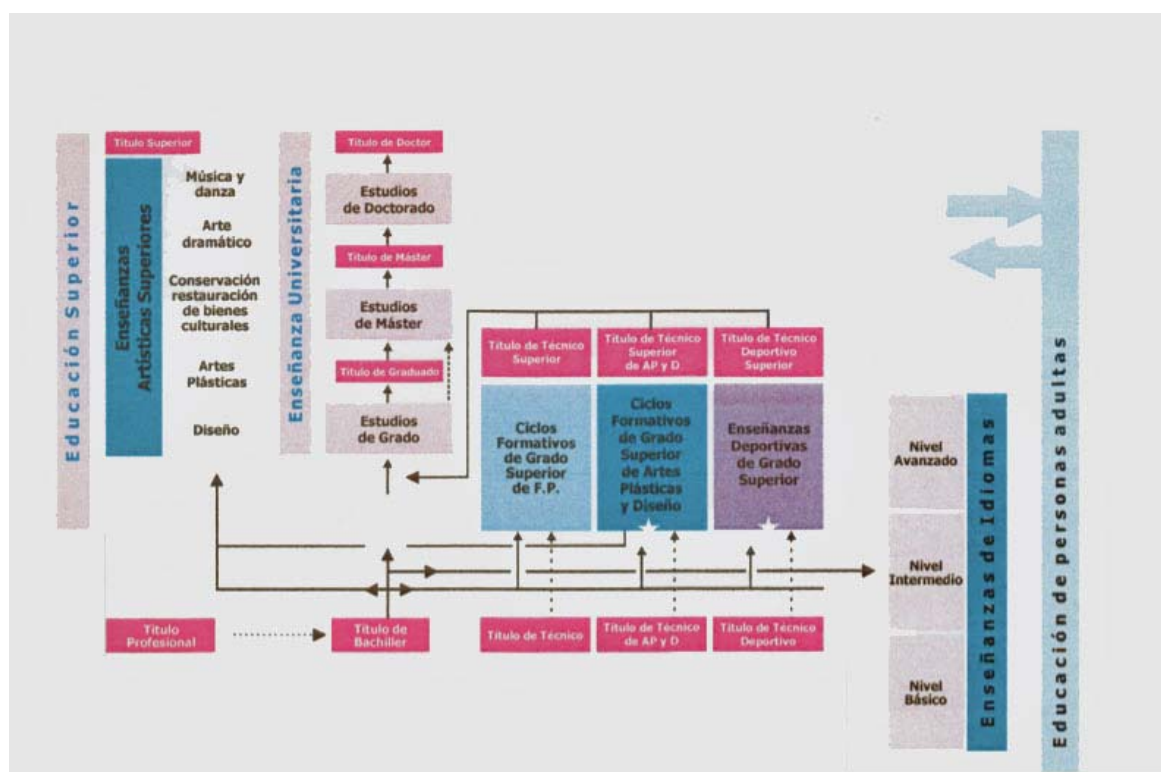 Educación Superior
Título Superior
Enseñanzas
Artísticas Superiores
Música y
danza
Arte
dramático
Conservación
restauración
de bienes
culturales
Artes
Plásticas
Diseño
Enseñanza Universitaria
Título de Doctor
Estudios
de Doctorado
Título de Máster
Estudios
de Máster
Título de Graduado
Estudios
de Grado
Título de Técnico
Superior
Título de Técnico
Superior
de AP y D
Título de Técnico
Deportivo
Superior
Ciclos
Formativos
de Grado
Superior
de F.P.
Ciclos
Formativos
de Grado
Superior
de Artes
Plásticas
y Diseño
Enseñanzas
Deportivas
de Grado
Superior
Título
Profesional
Título de
Bachiller
Título de Técnico
Título de Técnico
de AP y D
Título de Técnico
Deportivo
Nivel
Avanzado
Nivel
Intermedio
Nivel
Básico
Enseñanzas de Idiomas
Educación de personas adultas